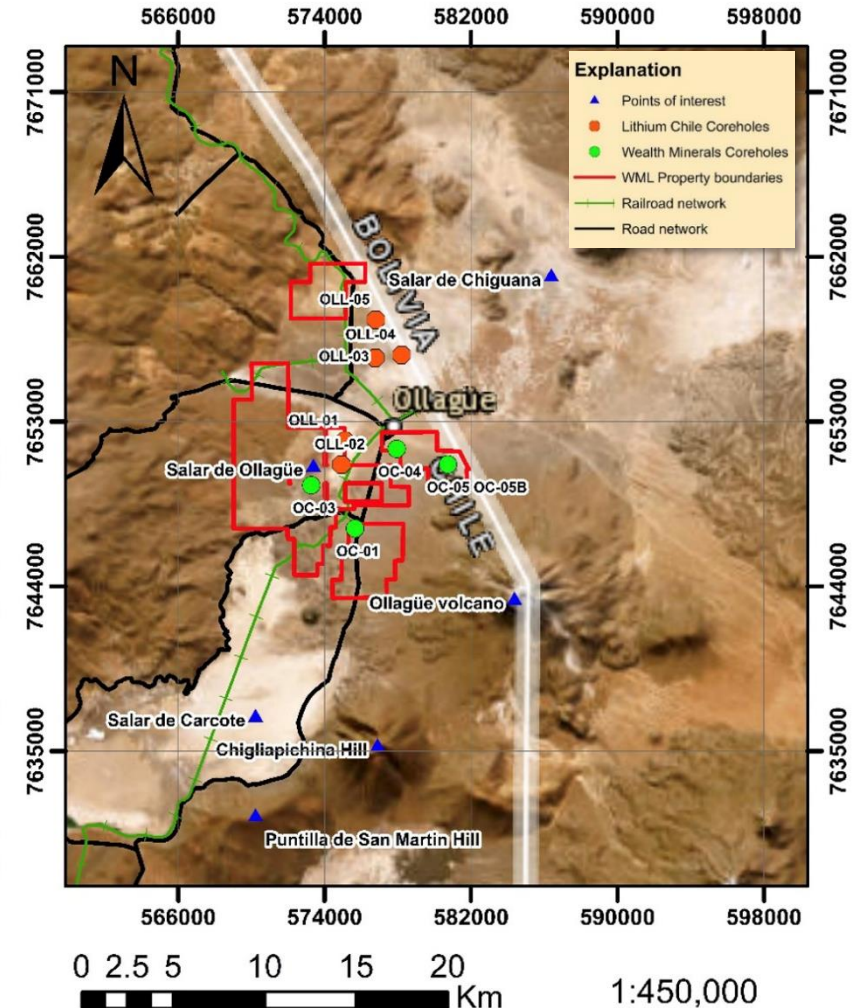 566000 574000 582000 590000 598000
N
7671000
7671000
Explanation
Points of interest
Lithium Chile Coreholes
Wealth Minerals Coreholes
WML Property boundaries
Railroad network
Road network
7662000
7662000
BOLIVIA
Salar de Chiguana
OLL-05
OLL-04
OLL-03
Ollagüe
7653000
7653000
OLL-01
OLL-02
Salar de Ollagüe
OC-04
OC-05 OC-05B
OC-03
CHILE
OC-01
7644000
7644000
Ollagüe volcano
Salar de Carcote
Chigliapichina Hill
7635000
7635000
Puntilla de San Martin Hill
566000 574000 582000 590000 598000
0 2.5 5 10 15 20
Km
1:450,000